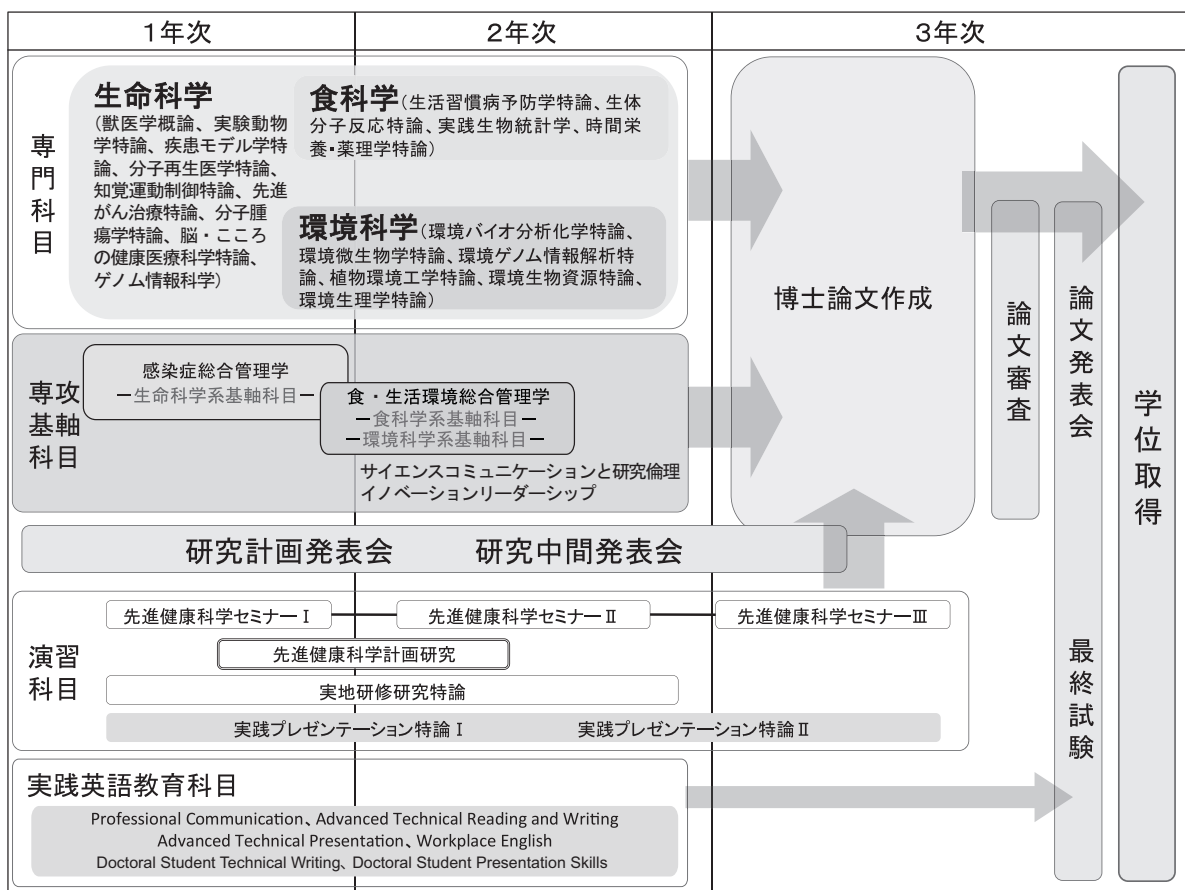 1年次
2年次
3年次
専門科目
生命科学
(獣医学概論、実験動物
学特論、疾患モデル学特
論、分子再生医学特論、
知覚運動制御特論、先進
がん治療特論、分子腫
瘍学特論、脳・こころ
の健康医療科学特論、
ゲノム情報科学)
食科学(生活習慣病予防学特論、生体
分子反応特論、実践生物統計学、時間栄
養・薬理学特論)
環境科学(環境バイオ分析化学特論、
環境微生物学特論、環境ゲノム情報解析特
論、植物環境工学特論、環境生物資源特論、
環境生理学特論)
専攻
基軸
科目
感染症総合管理学
ー生命科学系基軸科目ー
食・生活環境総合管理学
ー食科学系基軸科目ー
ー環境科学系基軸科目ー
サイエンスコミュニケーションと研究倫理
イノベーションリーダーシップ
博士論文作成
論文審査
論文発表会
最終試験
学位取得
研究計画発表会
研究中間発表会
演習
科目
先進健康科学セミナーⅠ
先進健康科学セミナーⅡ
先進健康科学セミナーⅢ
先進健康科学計画研究
実地研修研究特論
実践プレゼンテーション特論Ⅰ
実践プレゼンテーション特論Ⅱ
実践英語教育科目
Professional Communication、Advanced Technical Reading and Writing
Advanced Technical Presentation、Workplace English
Doctoral Student Technical Writing、Doctoral Student Presentation Skills